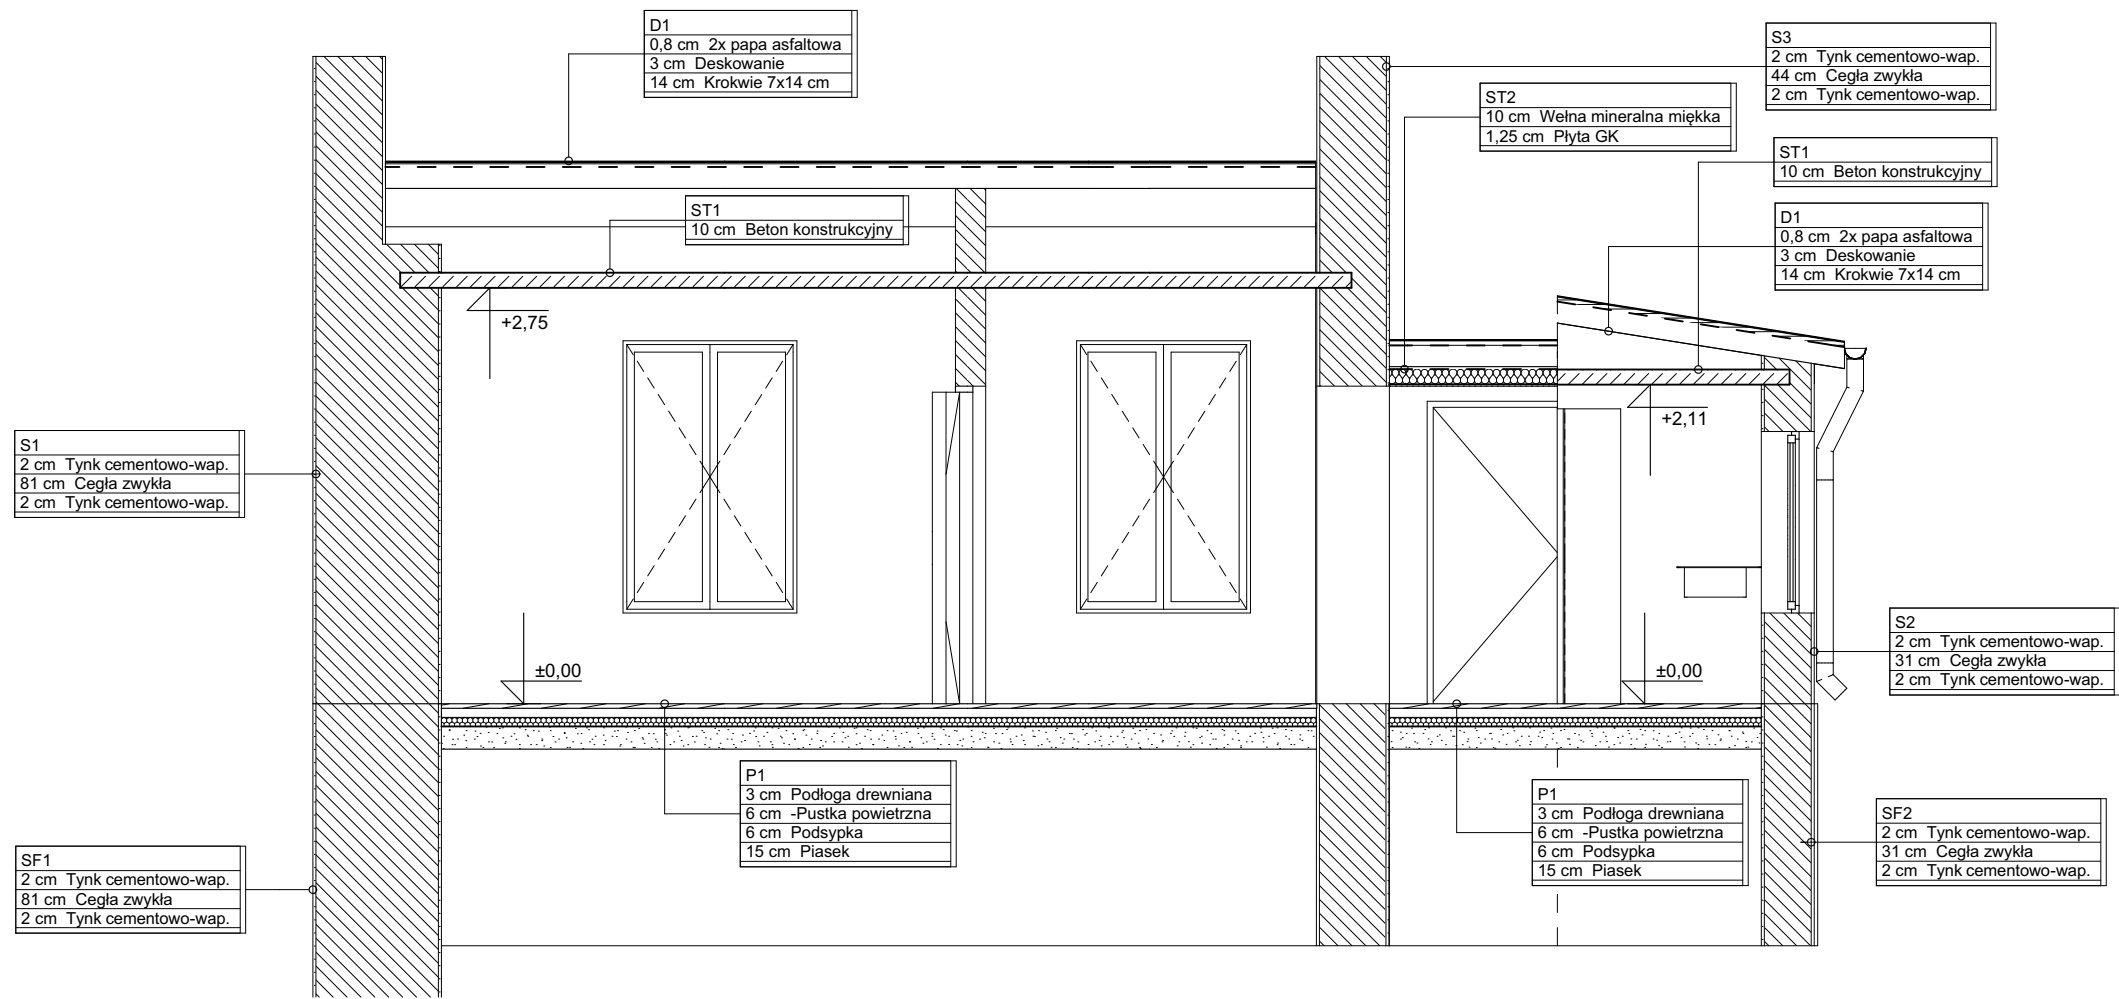 D1
0,8 cm 2x papa asfaltowa
3 cm Deskowanie
14 cm Krokwie 7x14 cm
S3
2 cm Tynk cementowo-wap.
44 cm Cegła zwykła
2 cm Tynk cementowo-wap.
ST2
10 cm Wełna mineralna miękka
1,25 cm Płyta GK
ST1
10 cm Beton konstrukcyjny
ST1
10 cm Beton konstrukcyjny
D1
0,8 cm 2x papa asfaltowa
3 cm Deskowanie
14 cm Krokwie 7x14 cm
+2,75
+2,11
S1
2 cm Tynk cementowo-wap.
81 cm Cegła zwykła
2 cm Tynk cementowo-wap.
S2
2 cm Tynk cementowo-wap.
31 cm Cegła zwykła
2 cm Tynk cementowo-wap.
±0,00
±0,00
P1
3 cm Podłoga drewniana
6 cm -Pustka powietrzna
6 cm Podsypka
15 cm Piasek
P1
3 cm Podłoga drewniana
6 cm -Pustka powietrzna
6 cm Podsypka
15 cm Piasek
SF2
2 cm Tynk cementowo-wap.
31 cm Cegła zwykła
2 cm Tynk cementowo-wap.
SF1
2 cm Tynk cementowo-wap.
81 cm Cegła zwykła
2 cm Tynk cementowo-wap.